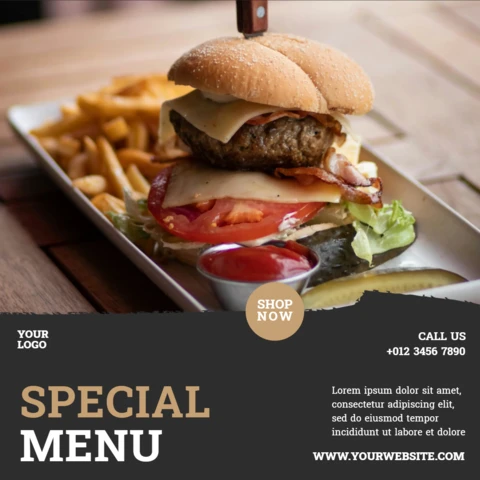 SHOP
NOW
YOUR
LOGO
CALL US
+012 3456 7890
SPECIAL
MENU
Lorem ipsum dolor sit amet,
consectetur adipiscing elit,
sed do eiusmod tempor
incididunt ut labore et dolore
WWW.YOURWEBSITE.COM